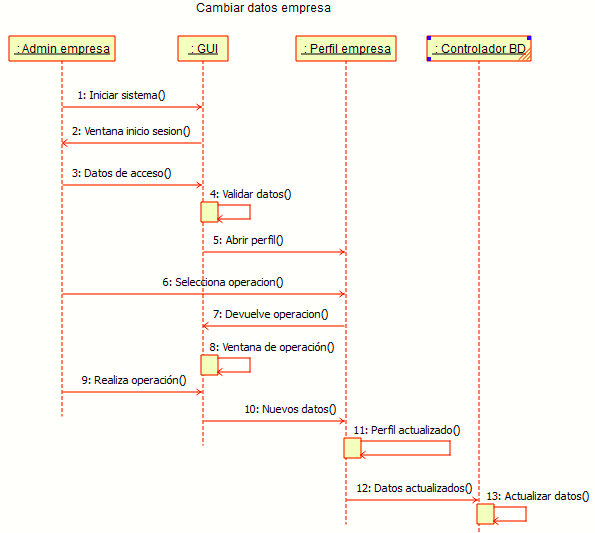 Cambiar datos empresa
: Admin empresa
: GUI
: Perfil empresa
: Controlador BD
1: Iniciar sistema()
2: Ventana inicio sesion()
3: Datos de acceso()
4: Validar datos()
5: Abrir perfil()
6: Selecciona operacion()
7: Devuelve operacion()
8: Ventana de operación()
9: Realiza operación()
10: Nuevos datos()
11: Perfil actualizado()
12: Datos actualizados()
13: Actualizar datos()